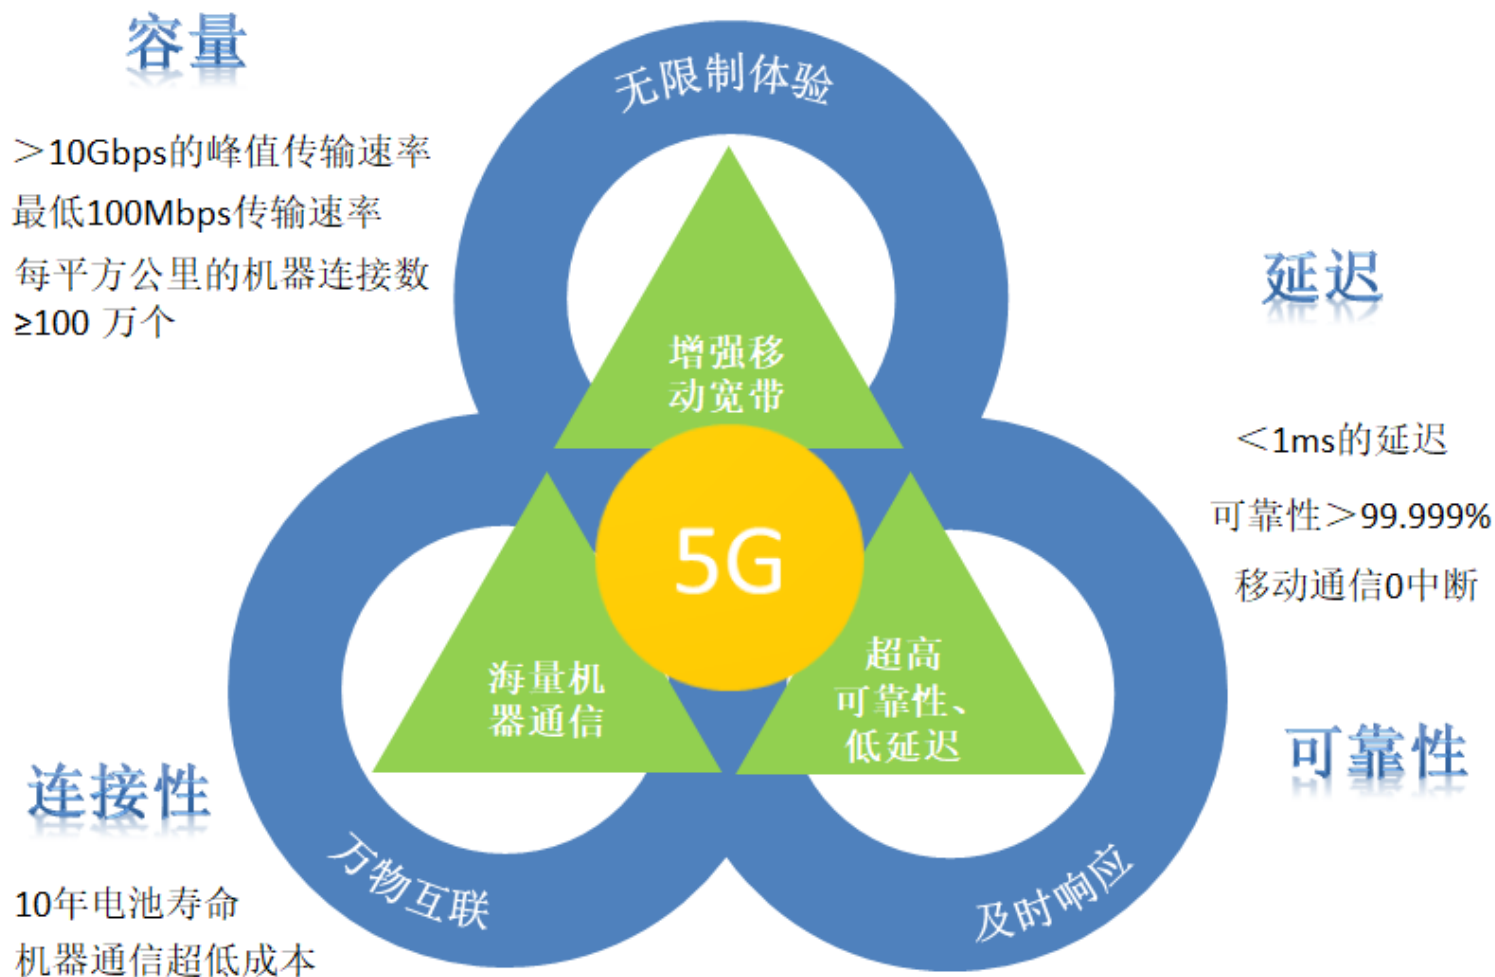 容量
＞10Gbps的峰值传输速率
最低100Mbps传输速率
每平方公里的机器连接数
≥100 万个
无限制体验
增强移
动宽带
5G
延迟
＜1ms的延迟
可靠性＞99.999%
移动通信0中断
可靠性
海量机
器通信
超高
可靠性、
低延迟
连接性
10年电池寿命
机器通信超低成本
万物互联
及时响应